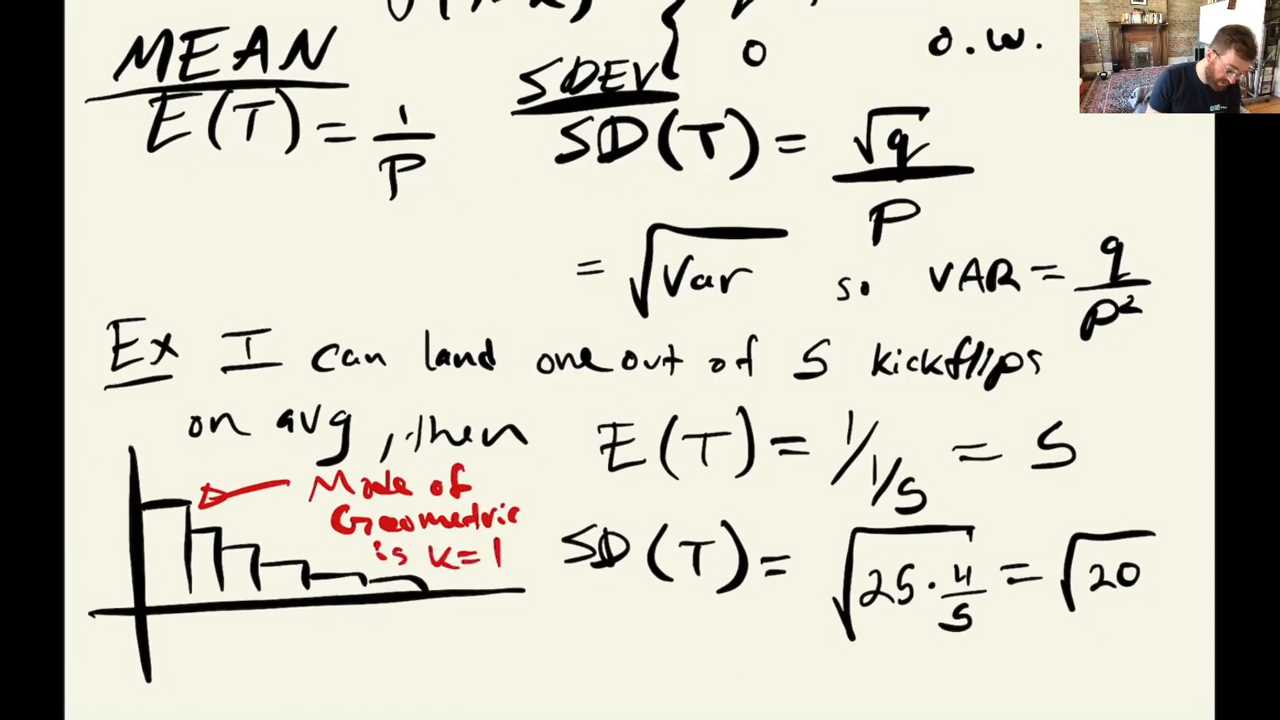 MEAN
E(T) = 1/P
0 o.w.
SDEV
SD(T) = √q/P
= √Var so VAR = q/P²
Ex I can land one out of 5 kickflips
on avg, then E(T) = 1/1/5 = 5
Mode of
Geometric
is k=1
SD(T) = √25·4/5 = √20